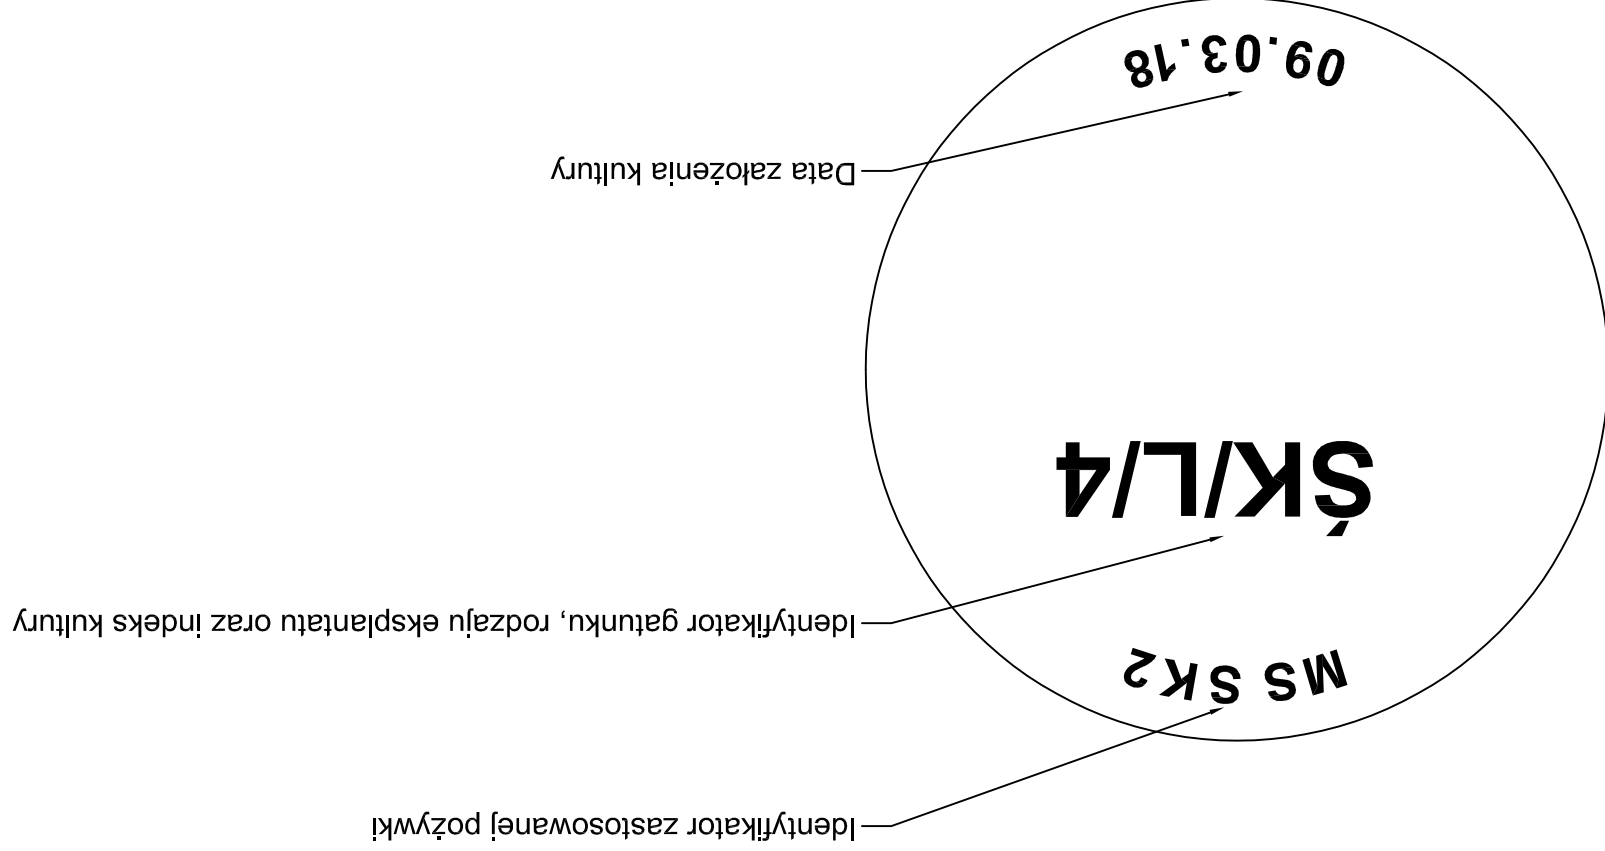 MS SK2
Identyfikator zastosowanej pożywki
ŚK/L/4
Identyfikator gatunku, rodzaju eksplantatu oraz indeks kultury
Data założenia kultury
09.03.18